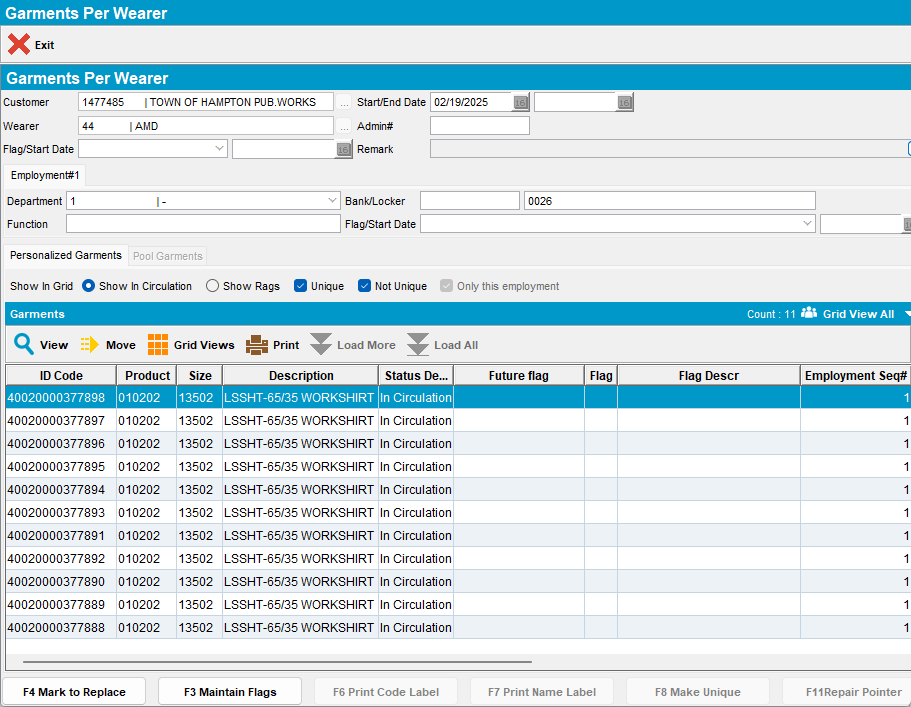 Garments Per Wearer
Exit
Garments Per Wearer
Customer 1477485 | TOWN OF HAMPTON PUB.WORKS ... Start/End Date 02/19/2025 16 16
Wearer 44 | AMD ... Admin#
Flag/Start Date 16 Remark
Employment#1
Department 1 | - Bank/Locker 0026
Function Flag/Start Date
Personalized Garments Pool Garments
Show In Grid Show In Circulation Show Rags Unique Not Unique Only this employment
Garments Count : 11 Grid View All
View Move Grid Views Print Load More Load All
ID Code Product Size Description Status De... Future flag Flag Flag Descr Employment Seq#
40020000377898 010202 13502 LSSHT-65/35 WORKSHIRT In Circulation 1
40020000377897 010202 13502 LSSHT-65/35 WORKSHIRT In Circulation 1
40020000377896 010202 13502 LSSHT-65/35 WORKSHIRT In Circulation 1
40020000377895 010202 13502 LSSHT-65/35 WORKSHIRT In Circulation 1
40020000377894 010202 13502 LSSHT-65/35 WORKSHIRT In Circulation 1
40020000377893 010202 13502 LSSHT-65/35 WORKSHIRT In Circulation 1
40020000377891 010202 13502 LSSHT-65/35 WORKSHIRT In Circulation 1
40020000377892 010202 13502 LSSHT-65/35 WORKSHIRT In Circulation 1
40020000377890 010202 13502 LSSHT-65/35 WORKSHIRT In Circulation 1
40020000377889 010202 13502 LSSHT-65/35 WORKSHIRT In Circulation 1
40020000377888 010202 13502 LSSHT-65/35 WORKSHIRT In Circulation 1
F4 Mark to Replace F3 Maintain Flags F6 Print Code Label F7 Print Name Label F8 Make Unique F11Repair Pointer